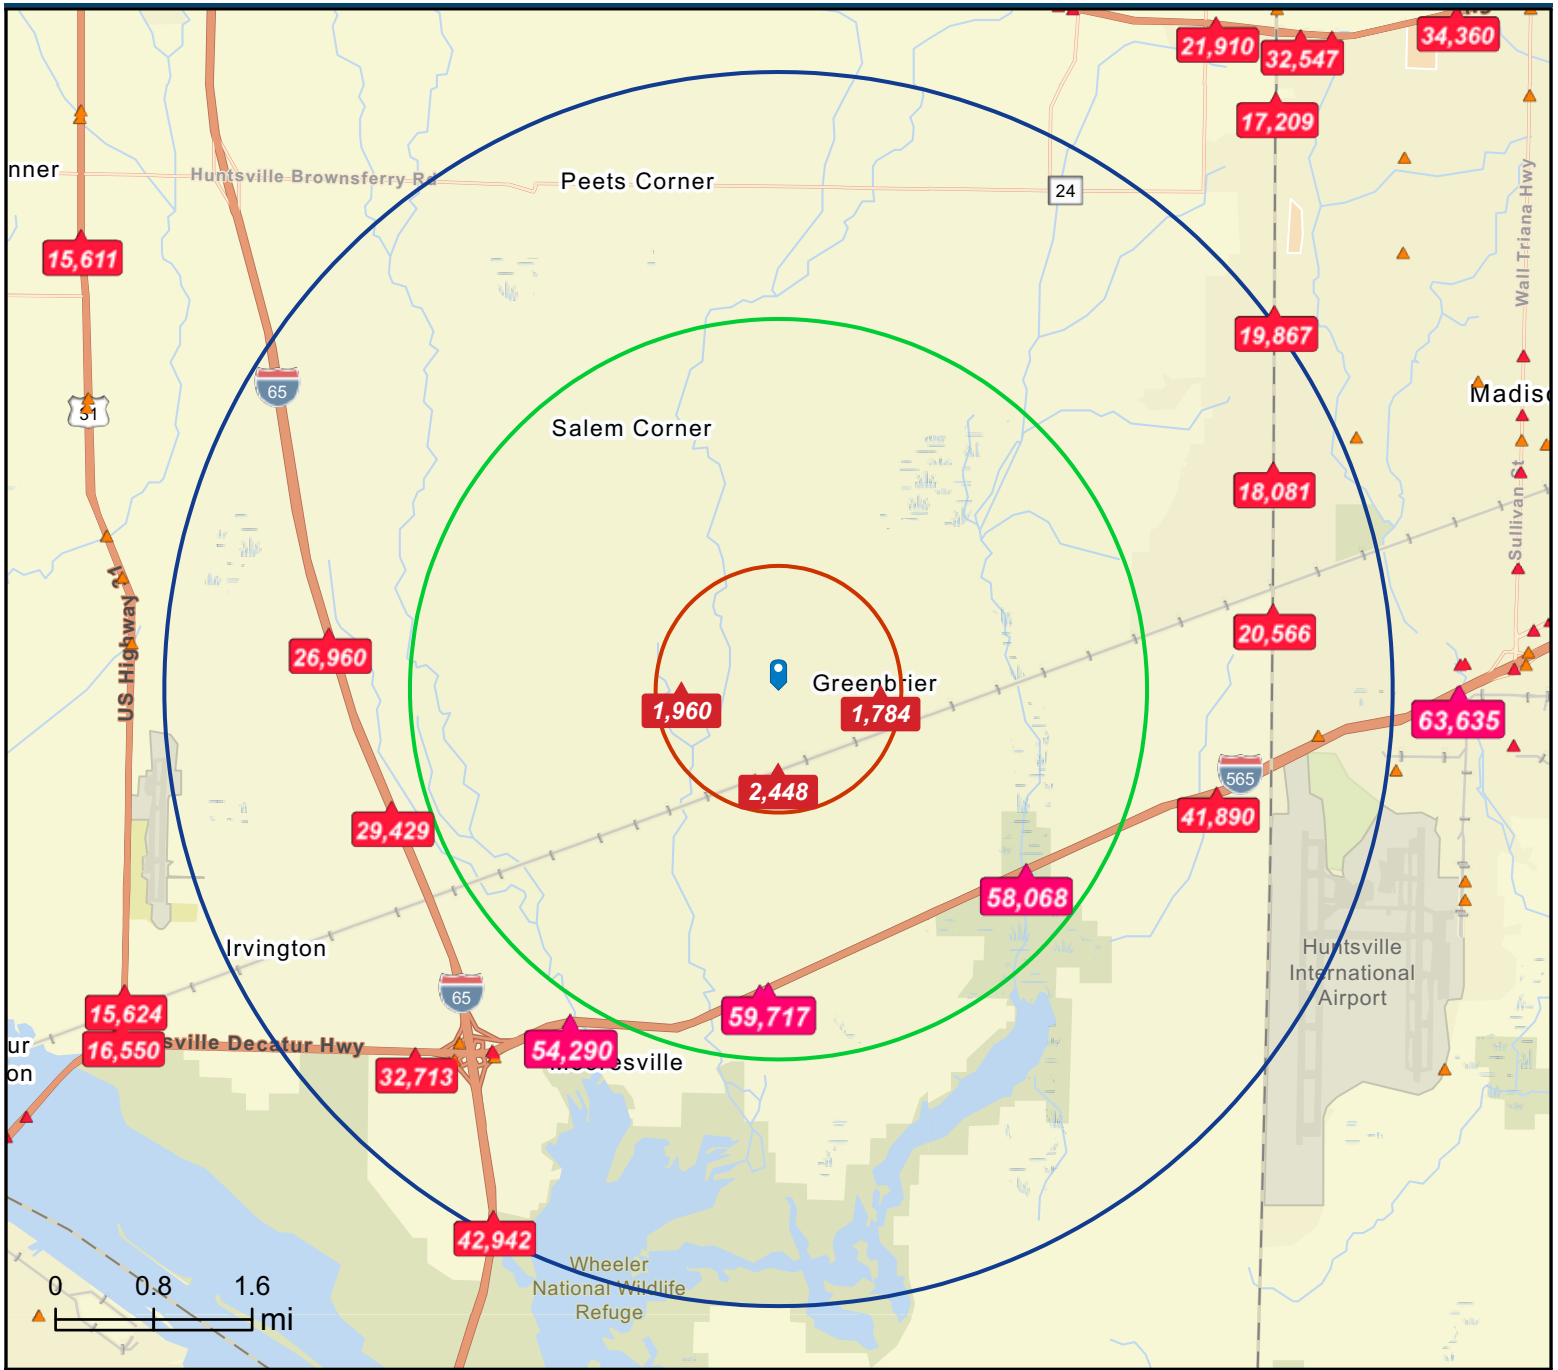 21,910
32,547
34,360
17,209
nner
Huntsville Brownsferry Rd
Peets Corner
24
Wall Triana Hwy
15,611
19,867
65
51
Madis
Salem Corner
18,081
Sullivan St
US Highway 31
20,566
26,960
Greenbrier
1,960
1,784
63,635
565
2,448
41,890
29,429
58,068
Irvington
Huntsville
International
Airport
65
15,624
59,717
ur
on
16,550
sville Decatur Hwy
54,290
Mooresville
32,713
42,942
Wheeler
National Wildlife
Refuge
0 0.8 1.6
mi